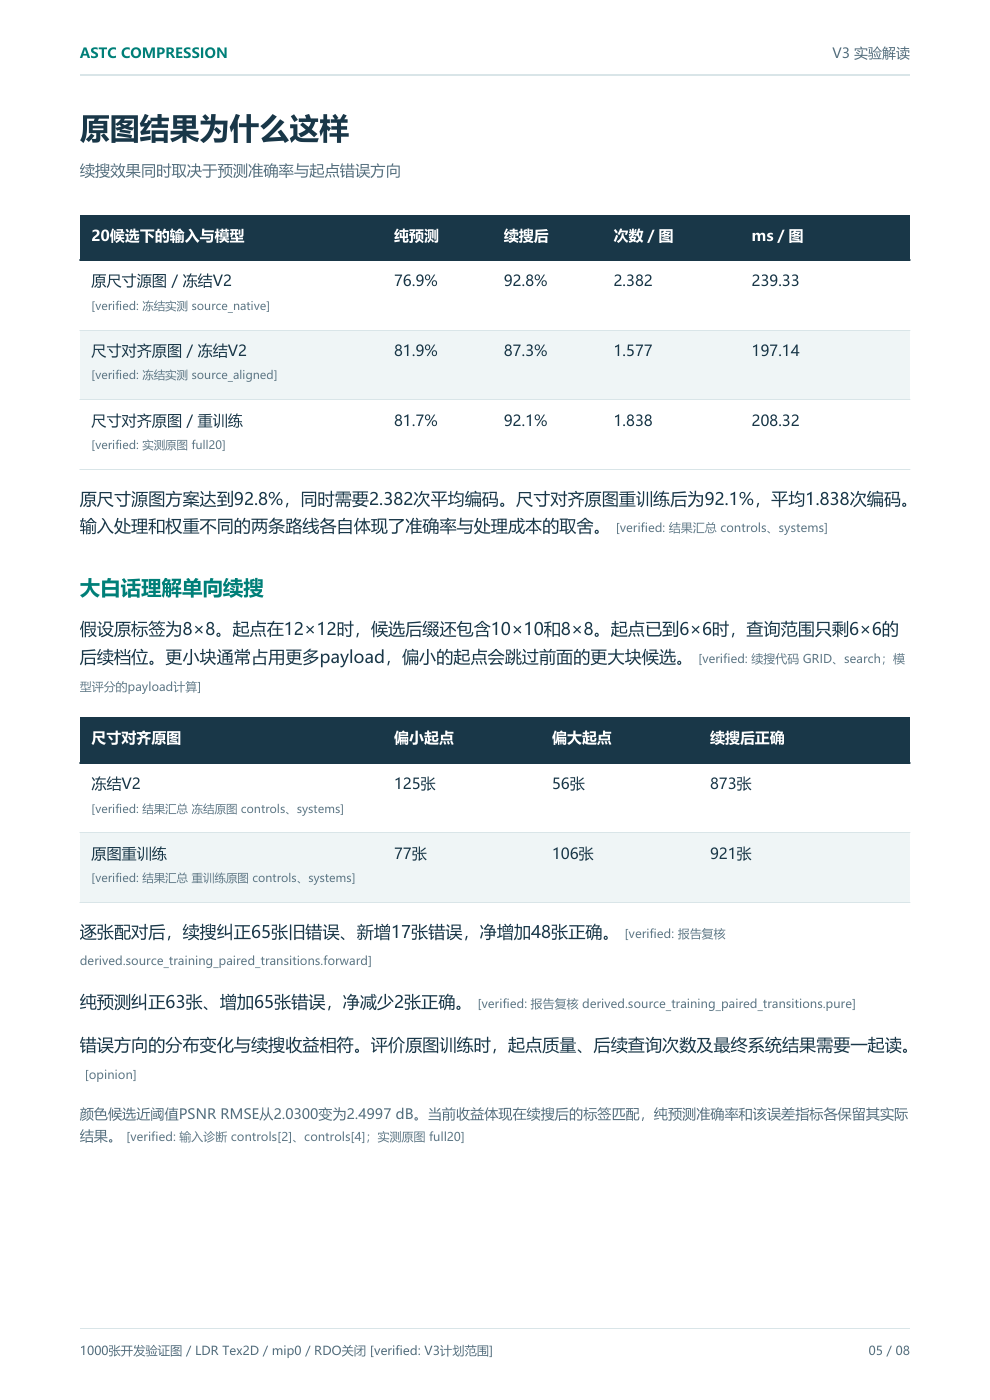 ASTC COMPRESSION
V3 实验解读
原图结果为什么这样
续搜效果同时取决于预测准确率与起点错误方向
20候选下的输入与模型 纯预测 续搜后 次数 / 图 ms / 图
原尺寸源图 / 冻结V2 76.9% 92.8% 2.382 239.33
[verified: 冻结实测 source_native]
尺寸对齐原图 / 冻结V2 81.9% 87.3% 1.577 197.14
[verified: 冻结实测 source_aligned]
尺寸对齐原图 / 重训练 81.7% 92.1% 1.838 208.32
[verified: 实测原图 full20]
原尺寸源图方案达到92.8%，同时需要2.382次平均编码。尺寸对齐原图重训练后为92.1%，平均1.838次编码。
输入处理和权重不同的两条路线各自体现了准确率与处理成本的取舍。 [verified: 结果汇总 controls、systems]
大白话理解单向续搜
假设原标签为8×8。起点在12×12时，候选后缀还包含10×10和8×8。起点已到6×6时，查询范围只剩6×6的
后续档位。更小块通常占用更多payload，偏小的起点会跳过前面的更大块候选。 [verified: 续搜代码 GRID、search；模
型评分的payload计算]
尺寸对齐原图 偏小起点 偏大起点 续搜后正确
冻结V2 125张 56张 873张
[verified: 结果汇总 冻结原图 controls、systems]
原图重训练 77张 106张 921张
[verified: 结果汇总 重训练原图 controls、systems]
逐张配对后，续搜纠正65张旧错误、新增17张错误，净增加48张正确。 [verified: 报告复核
derived.source_training_paired_transitions.forward]
纯预测纠正63张、增加65张错误，净减少2张正确。 [verified: 报告复核 derived.source_training_paired_transitions.pure]
错误方向的分布变化与续搜收益相符。评价原图训练时，起点质量、后续查询次数及最终系统结果需要一起读。
[opinion]
颜色候选近阈值PSNR RMSE从2.0300变为2.4997 dB。当前收益体现在续搜后的标签匹配，纯预测准确率和该误差指标各保留其实际
结果。 [verified: 输入诊断 controls[2]、controls[4]；实测原图 full20]
1000张开发验证图 / LDR Tex2D / mip0 / RDO关闭 [verified: V3计划范围]
05 / 08